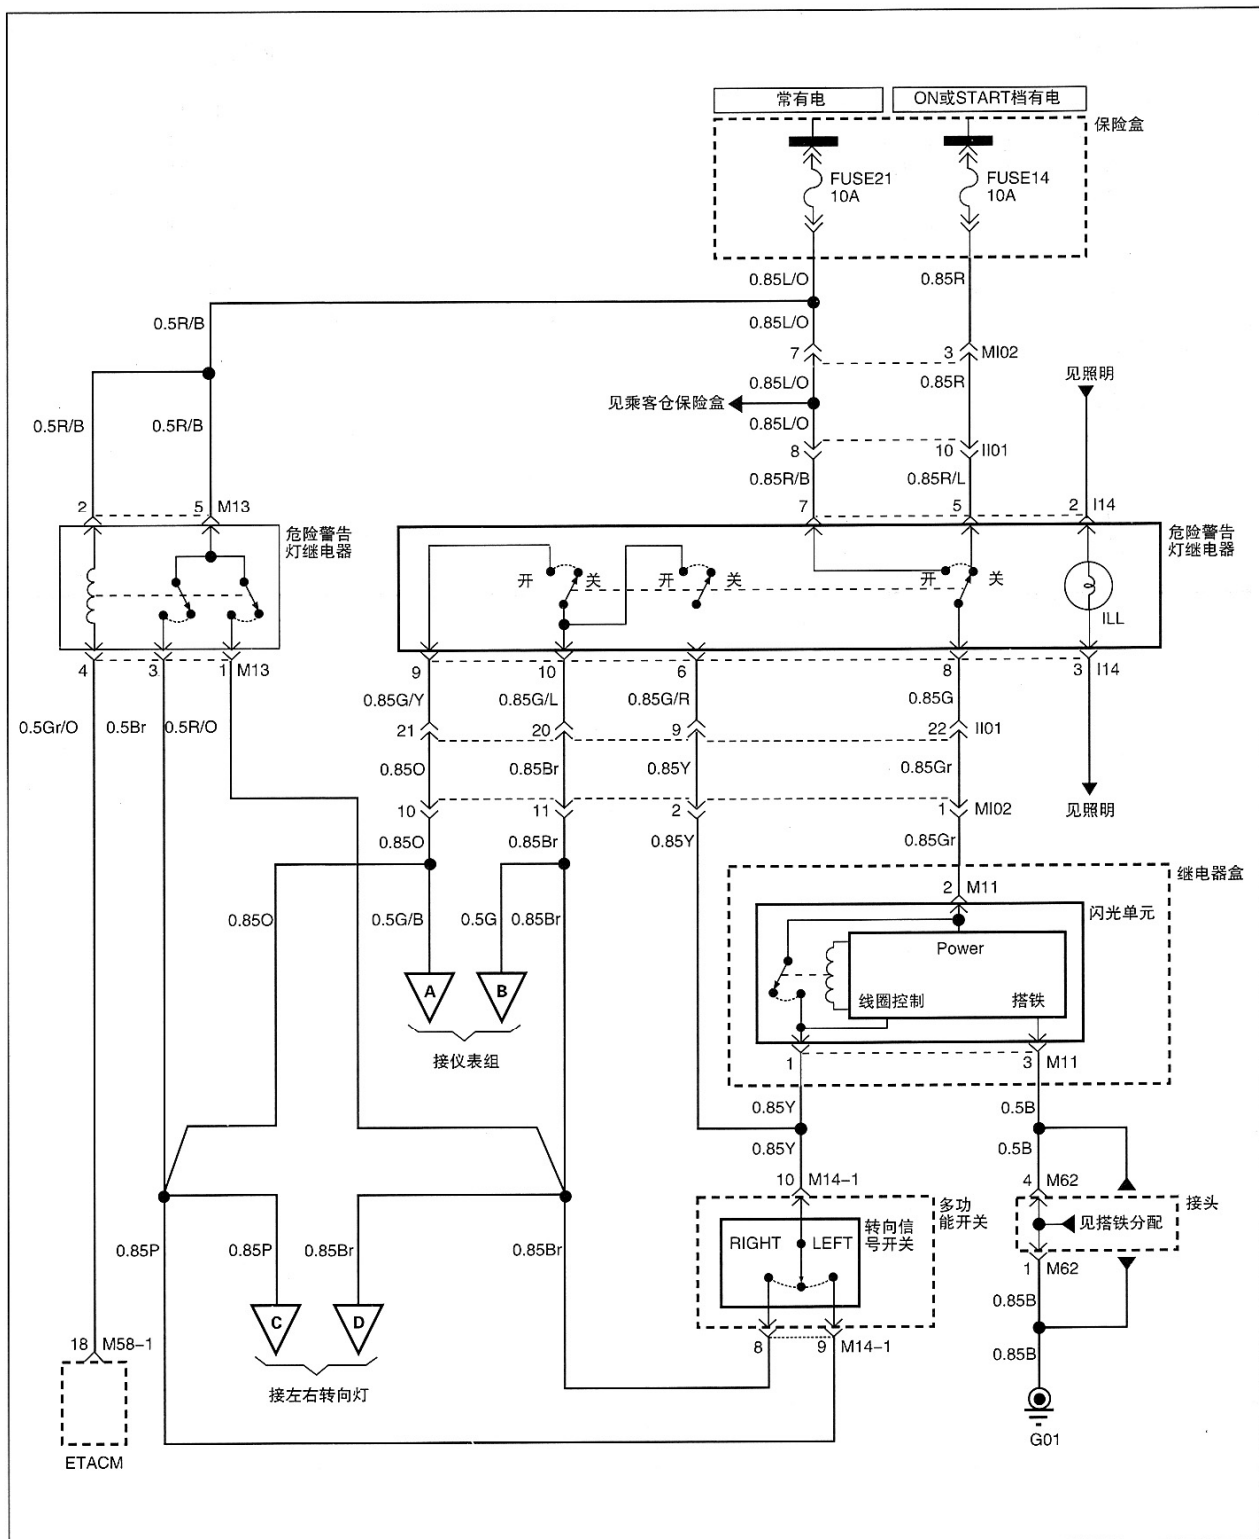 常有电
ON或START档有电
保险盒
FUSE21
10A
FUSE14
10A
0.85L/O
0.85R
0.5R/B
0.85L/O
7
3
MI02
0.85L/O
0.85R
见照明
见乘客仓保险盒
0.5R/B
0.5R/B
0.85L/O
8
10
II01
0.85R/B
0.85R/L
2
5
M13
7
5
2
I14
危险警告
灯继电器
危险警告
灯继电器
开
关
开
关
开
关
ILL
4
3
1
M13
9
10
6
8
3
I14
0.85G/Y
0.85G/L
0.85G/R
0.85G
0.5Gr/O
0.5Br
0.5R/O
21
20
9
22
II01
0.85O
0.85Br
0.85Y
0.85Gr
10
11
2
1
MI02
见照明
0.85O
0.85Br
0.85Y
0.85Gr
继电器盒
2
M11
0.85O
0.5G/B
0.5G
0.85Br
闪光单元
Power
A
B
线圈控制
搭铁
接仪表组
1
3
M11
0.85Y
0.5B
0.85Y
0.5B
10
M14-1
4
M62
多功
能开关
接头
转向信
号开关
见搭铁分配
RIGHT
LEFT
0.85P
0.85P
0.85Br
0.85Br
1
M62
0.85B
C
D
18
M58-1
8
9
M14-1
0.85B
接左右转向灯
G01
ETACM